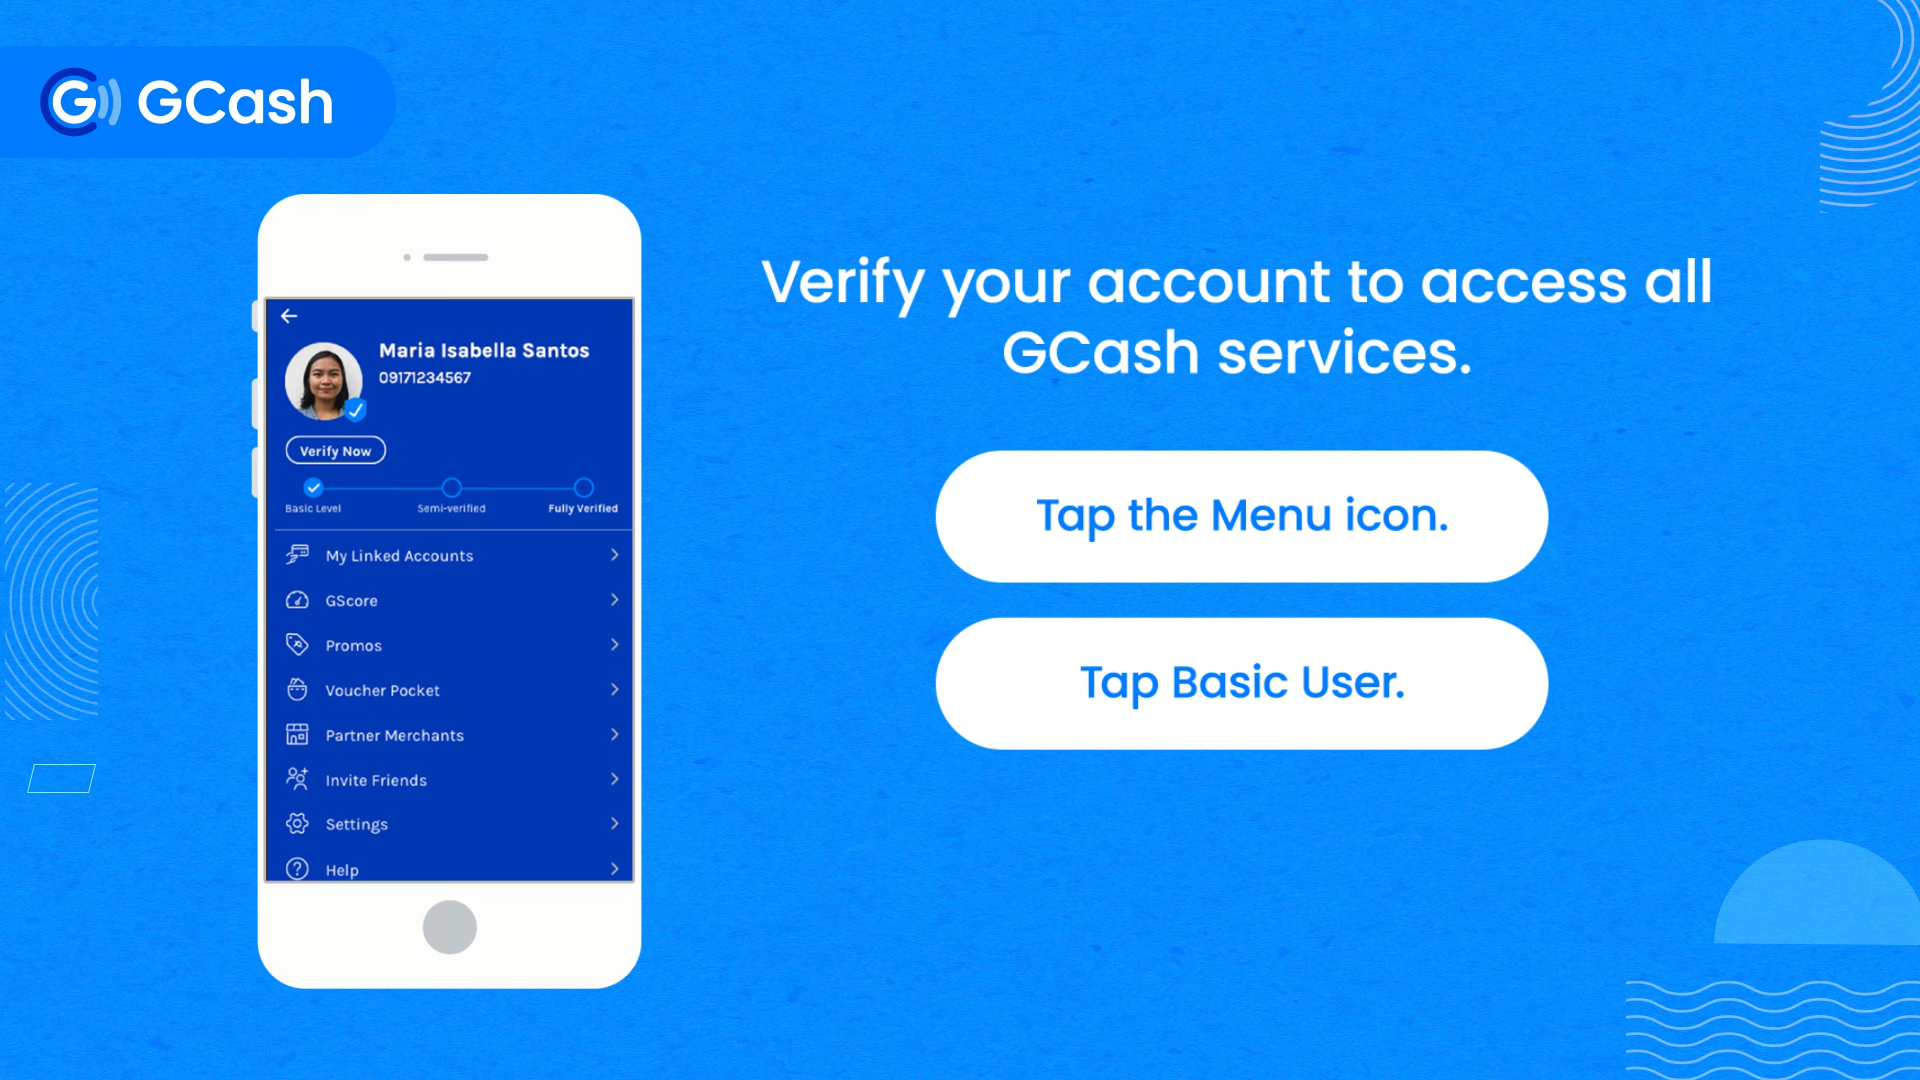 GCash
Verify your account to access all
GCash services.
Tap the Menu icon.
Tap Basic User.
Maria Isabella Santos
09171234567
Verify Now
Basic Level
Semi-verified
Fully Verified
My Linked Accounts
GScore
Promos
Voucher Pocket
Partner Merchants
Invite Friends
Settings
Help